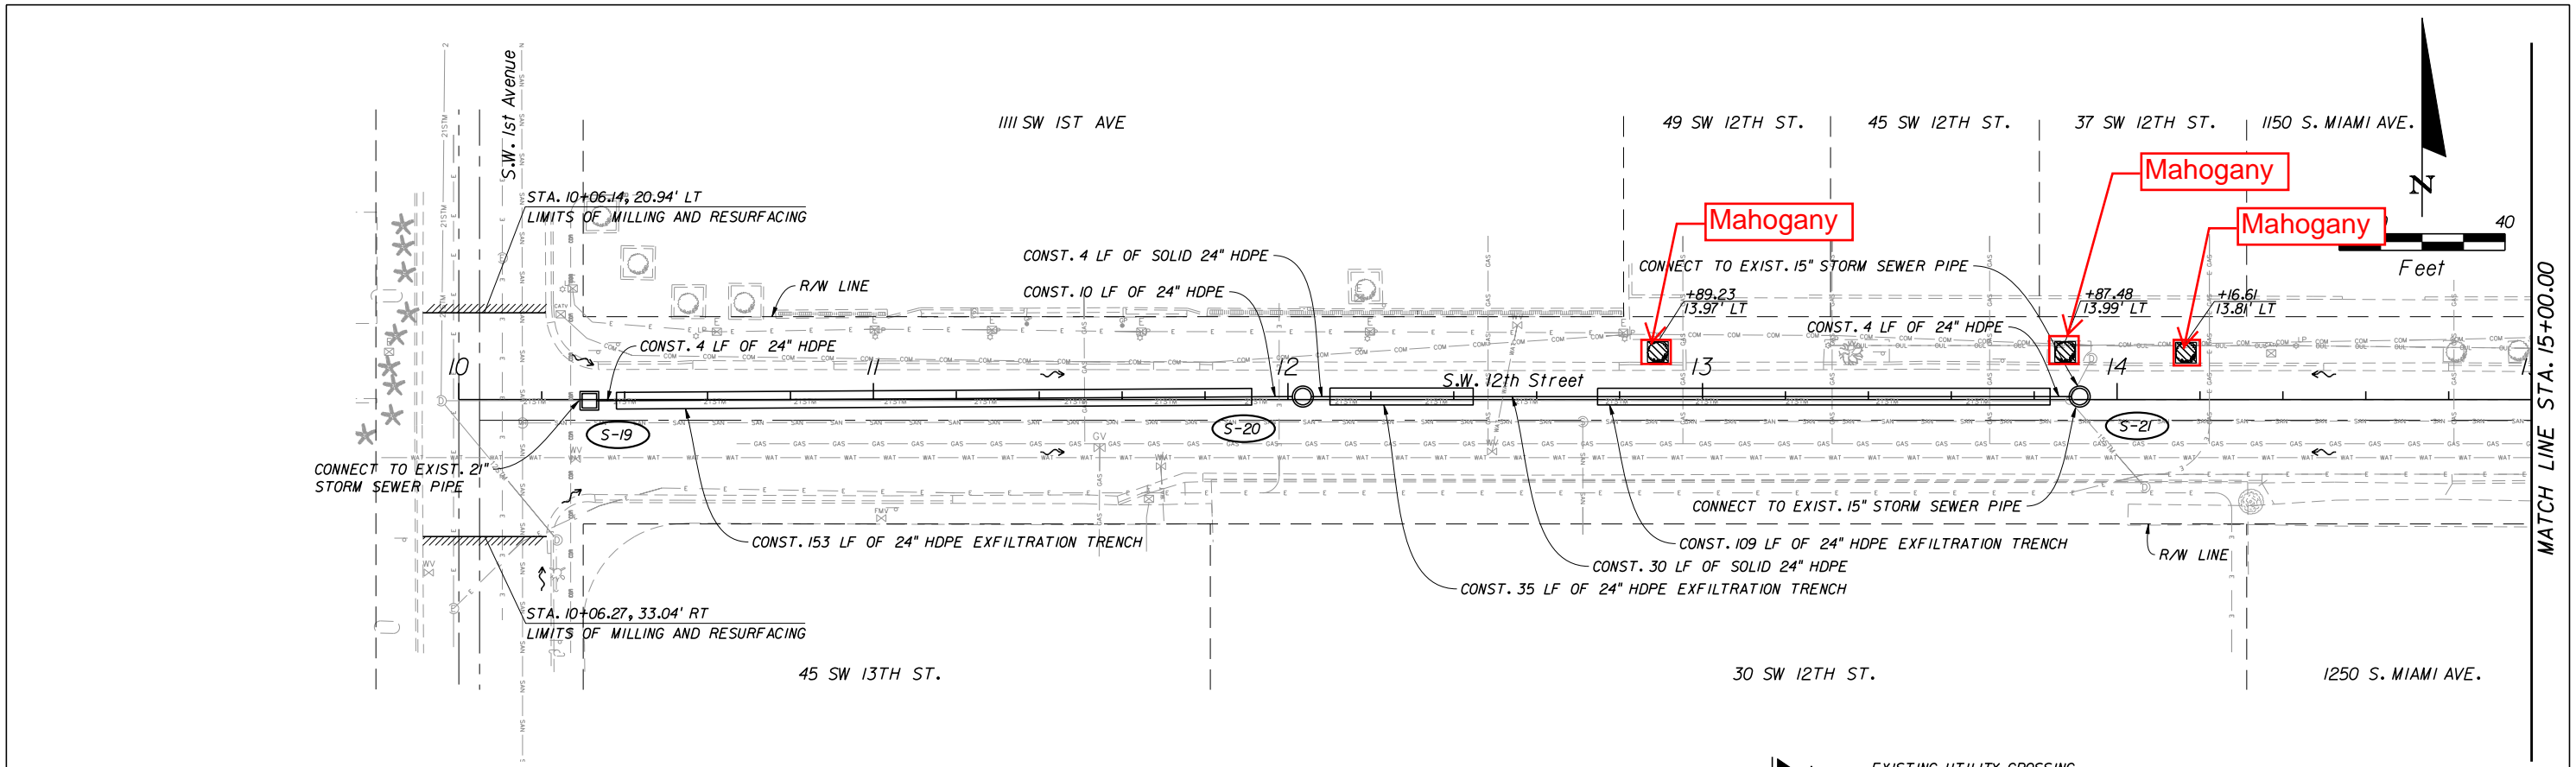 S.W. 1st Avenue
1111 SW 1ST AVE
49 SW 12TH ST.
45 SW 12TH ST.
37 SW 12TH ST.
1150 S. MIAMI AVE.
Mahogany
Mahogany
Mahogany
N
40
Feet
STA. 10+06.14, 20.94' LT
LIMITS OF MILLING AND RESURFACING
R/W LINE
CONST. 4 LF OF SOLID 24" HDPE
CONST. 10 LF OF 24" HDPE
CONNECT TO EXIST. 15" STORM SEWER PIPE
+89.23
13.97' LT
+87.48
13.99' LT
+16.61
13.81' LT
CONST. 4 LF OF 24" HDPE
CONST. 4 LF OF 24" HDPE
10
11
12
13
14
S.W. 12th Street
S-19
S-20
S-21
CONNECT TO EXIST. 21"
STORM SEWER PIPE
CONNECT TO EXIST. 15" STORM SEWER PIPE
CONST. 153 LF OF 24" HDPE EXFILTRATION TRENCH
CONST. 109 LF OF 24" HDPE EXFILTRATION TRENCH
CONST. 30 LF OF SOLID 24" HDPE
CONST. 35 LF OF 24" HDPE EXFILTRATION TRENCH
R/W LINE
STA. 10+06.27, 33.04' RT
LIMITS OF MILLING AND RESURFACING
45 SW 13TH ST.
30 SW 12TH ST.
1250 S. MIAMI AVE.
MATCH LINE STA. 15+00.00
EXISTING UTILITY CROSSING